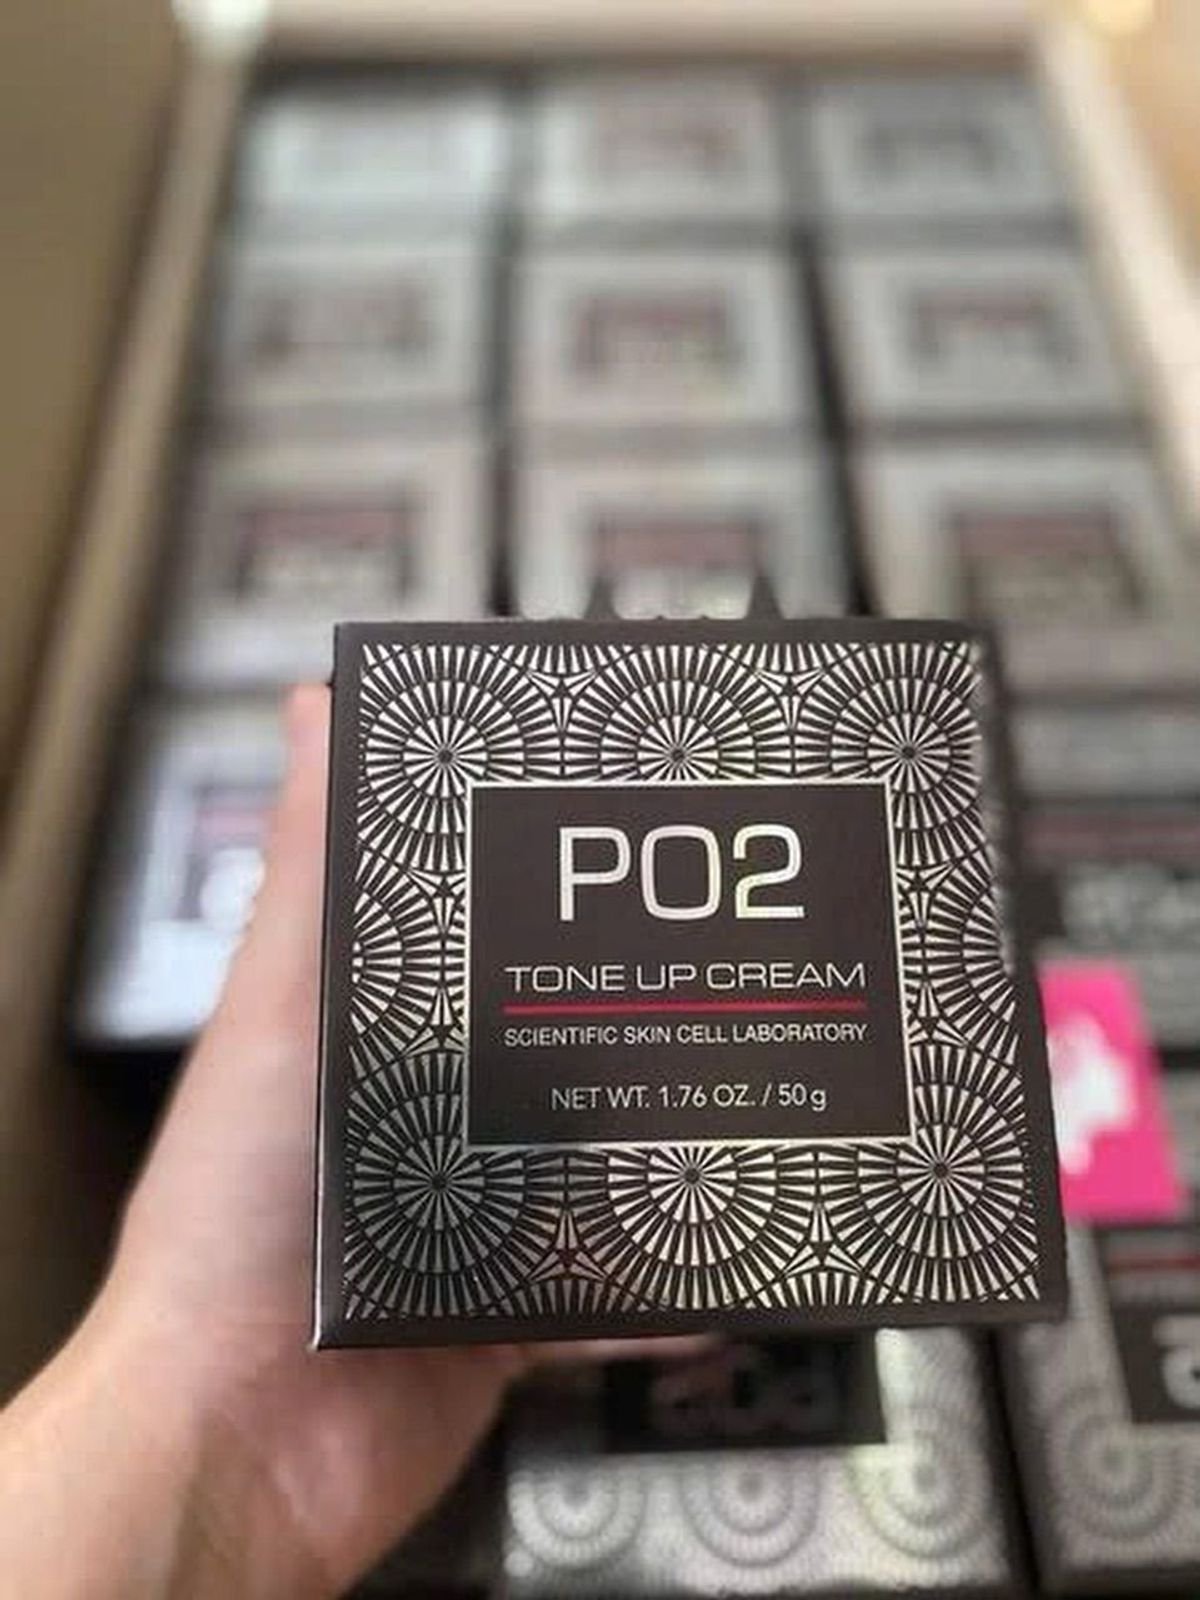 PO2
TONE UP CREAM
SCIENTIFIC SKIN CELL LABORATORY
NET WT. 1.76 OZ. / 50 g